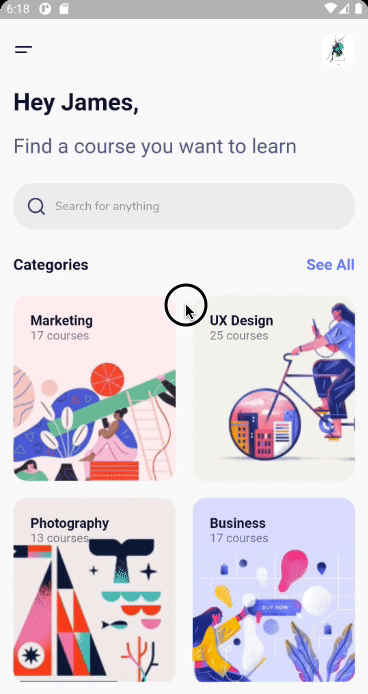 6:18
Hey James,
Find a course you want to learn
Search for anything
Categories
See All
Marketing
17 courses
UX Design
25 courses
Photography
13 courses
Business
17 courses
BUY NOW